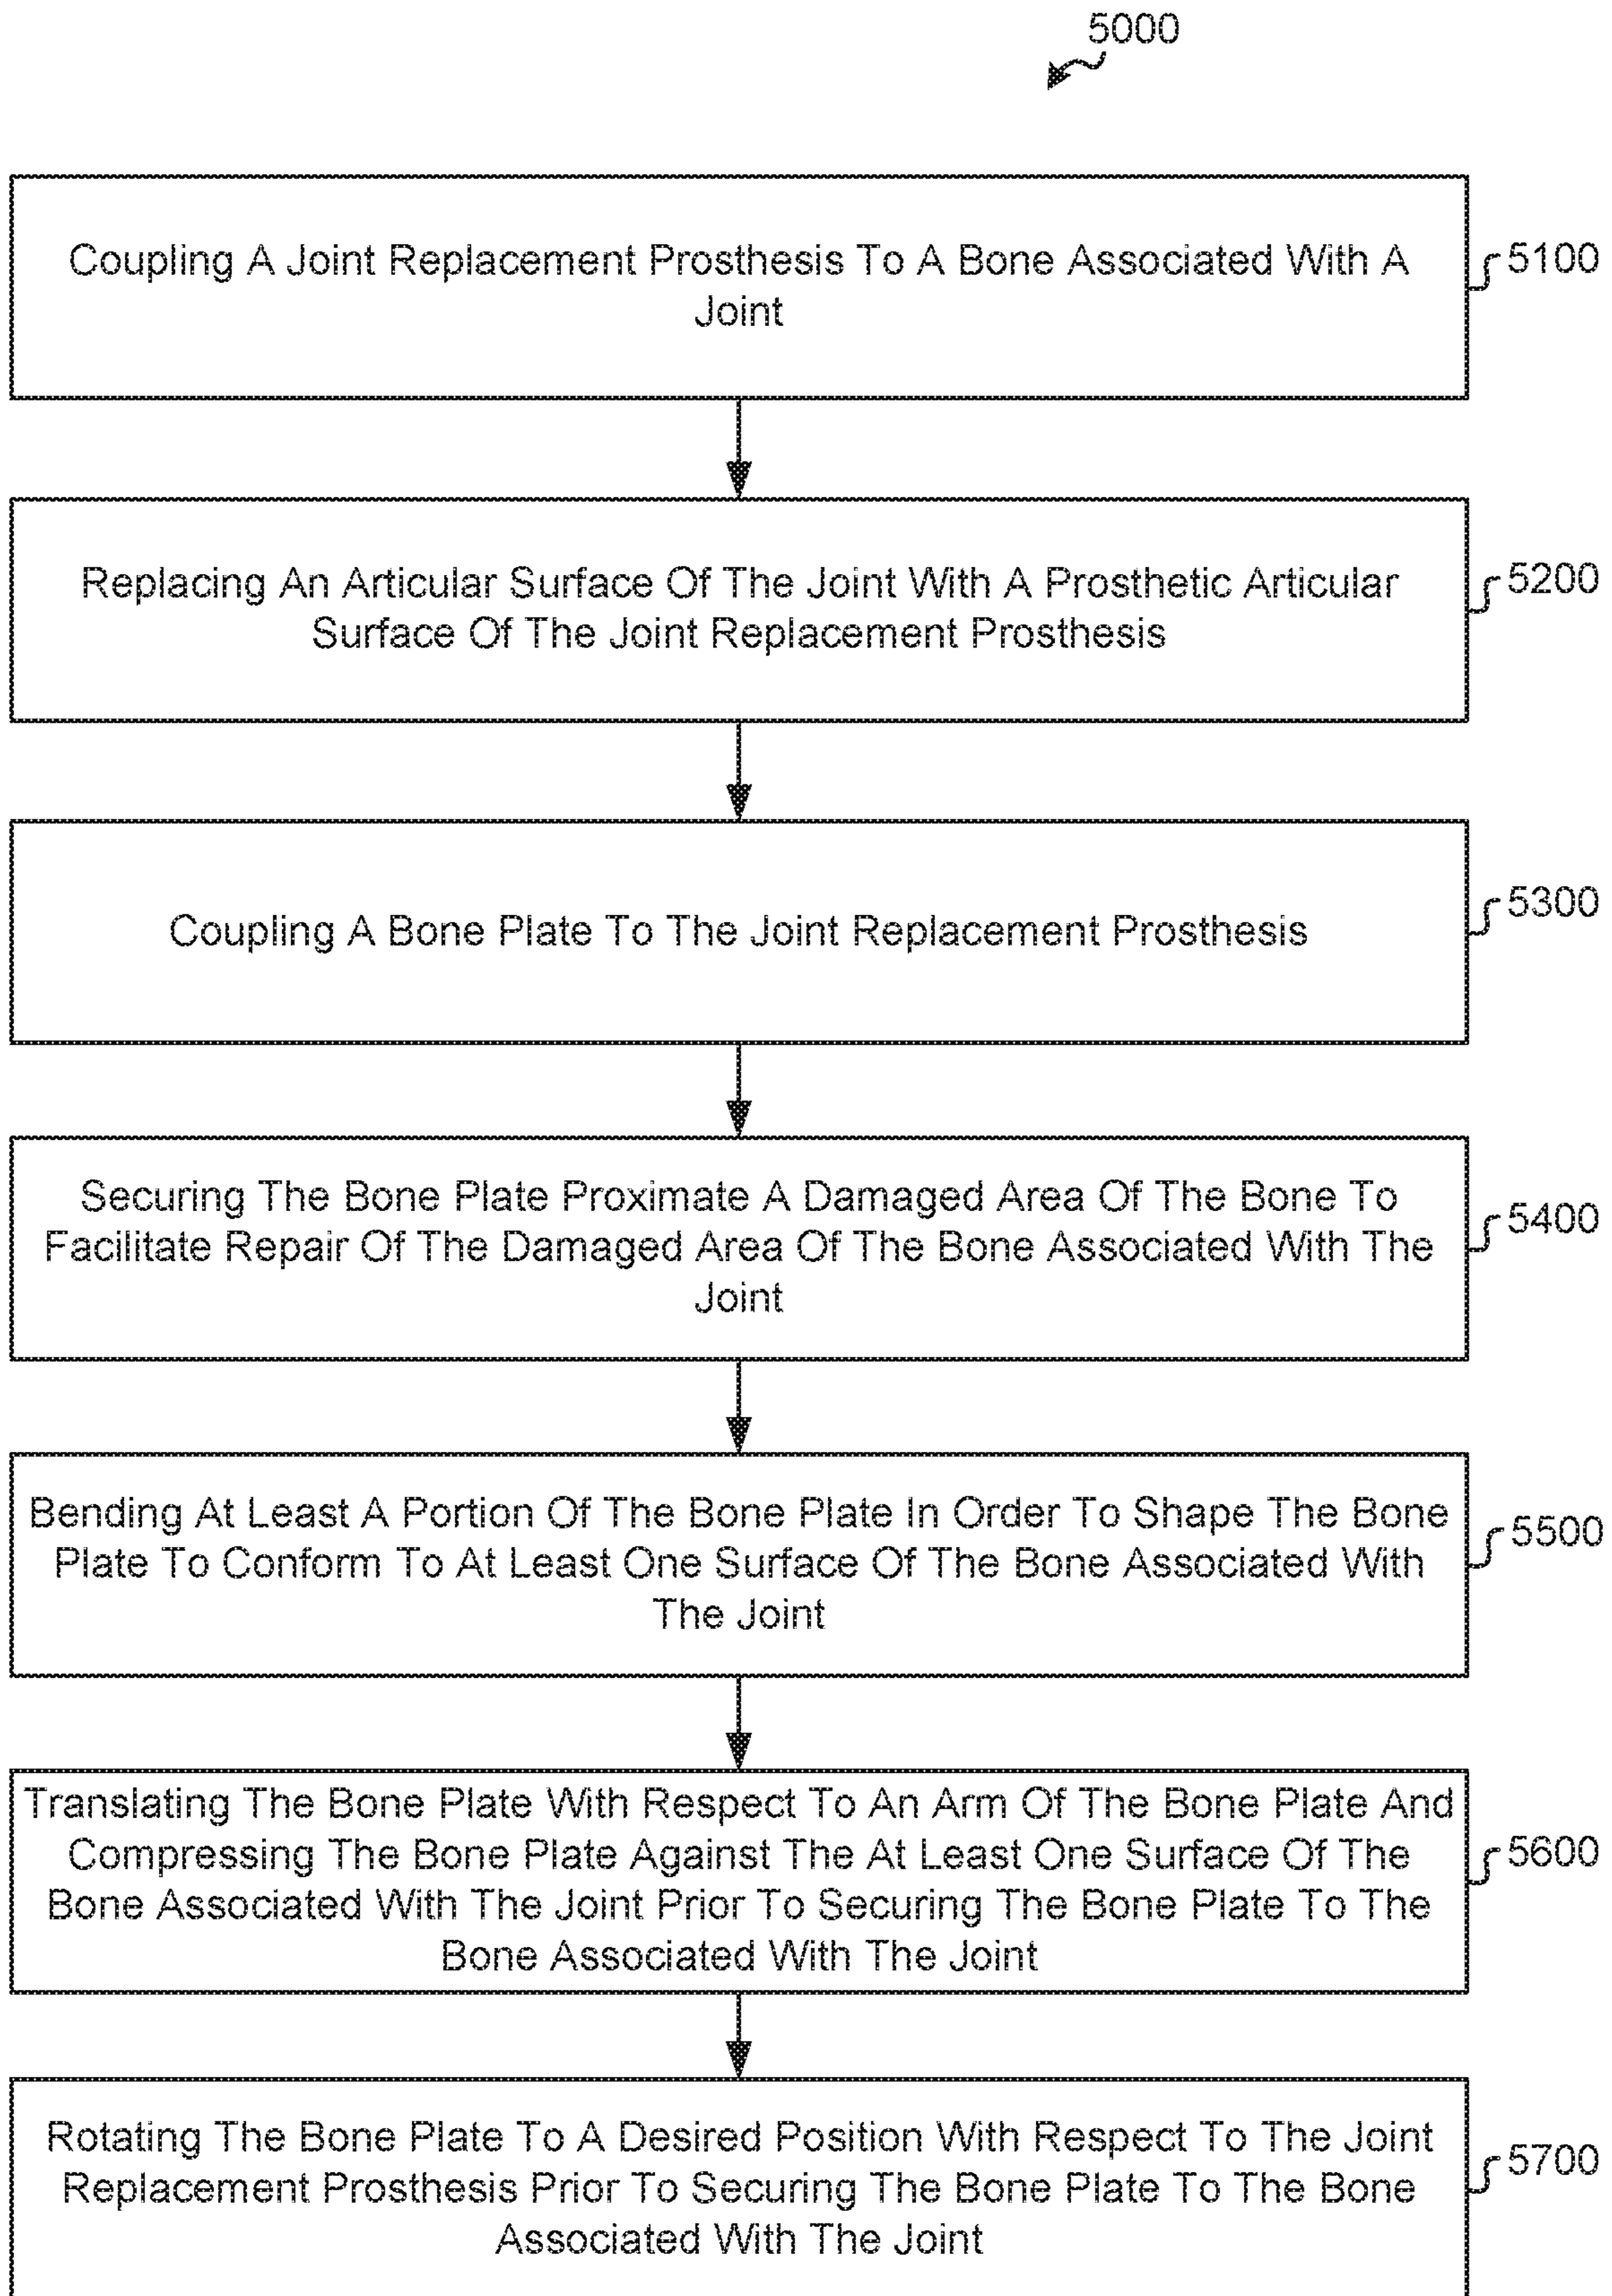 5000
Coupling A Joint Replacement Prosthesis To A Bone Associated With A
Joint
5100
Replacing An Articular Surface Of The Joint With A Prosthetic Articular
Surface Of The Joint Replacement Prosthesis
5200
Coupling A Bone Plate To The Joint Replacement Prosthesis
5300
Securing The Bone Plate Proximate A Damaged Area Of The Bone To
Facilitate Repair Of The Damaged Area Of The Bone Associated With The
Joint
5400
Bending At Least A Portion Of The Bone Plate In Order To Shape The Bone
Plate To Conform To At Least One Surface Of The Bone Associated With
The Joint
5500
Translating The Bone Plate With Respect To An Arm Of The Bone Plate And
Compressing The Bone Plate Against The At Least One Surface Of The
Bone Associated With The Joint Prior To Securing The Bone Plate To The
Bone Associated With The Joint
5600
Rotating The Bone Plate To A Desired Position With Respect To The Joint
Replacement Prosthesis Prior To Securing The Bone Plate To The Bone
Associated With The Joint
5700